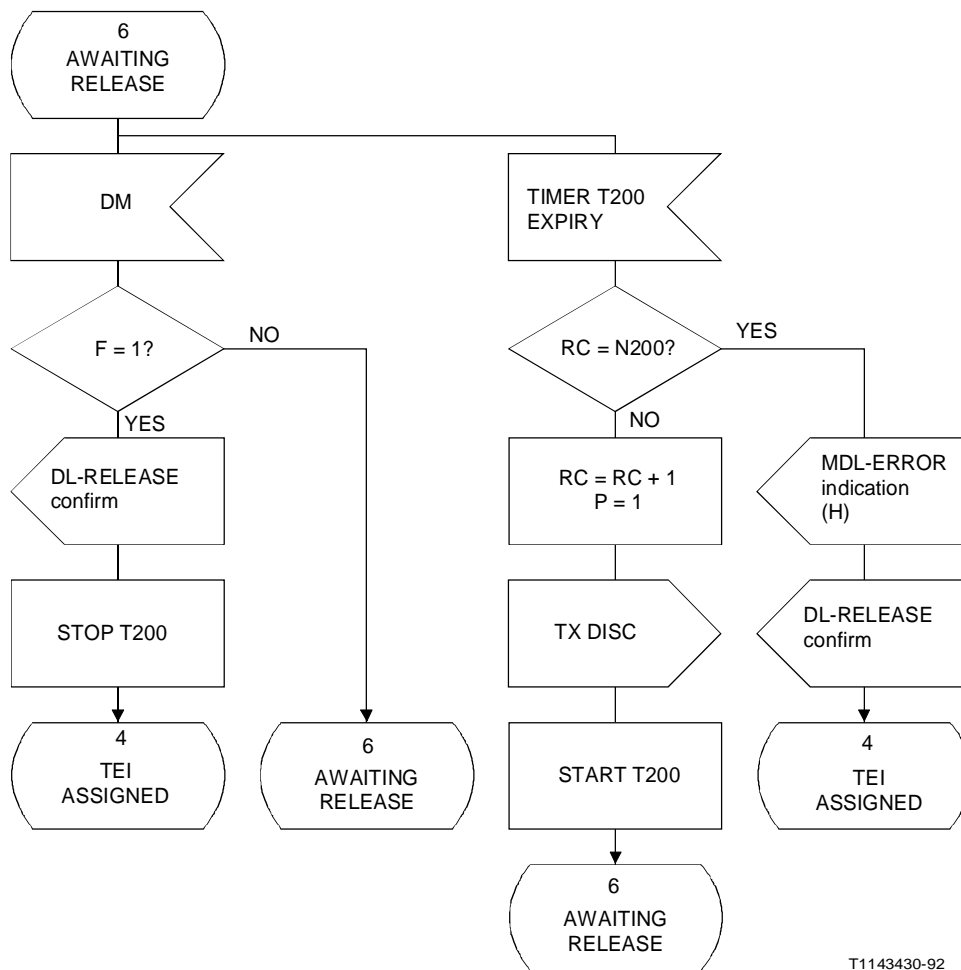 6
AWAITING
RELEASE
DM
TIMER T200
EXPIRY
F = 1?
NO
RC = N200?
YES
YES
NO
DL-RELEASE
confirm
RC = RC + 1
P = 1
MDL-ERROR
indication
(H)
STOP T200
TX DISC
DL-RELEASE
confirm
4
TEI
ASSIGNED
6
AWAITING
RELEASE
START T200
4
TEI
ASSIGNED
6
AWAITING
RELEASE
T1143430-92